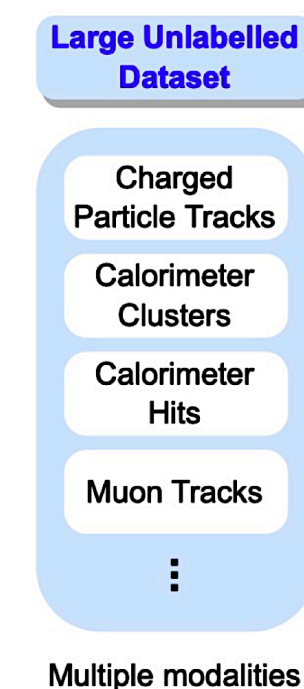 Large Unlabelled
Dataset
Charged
Particle Tracks
Calorimeter
Clusters
Calorimeter
Hits
Muon Tracks
⋮
Multiple modalities